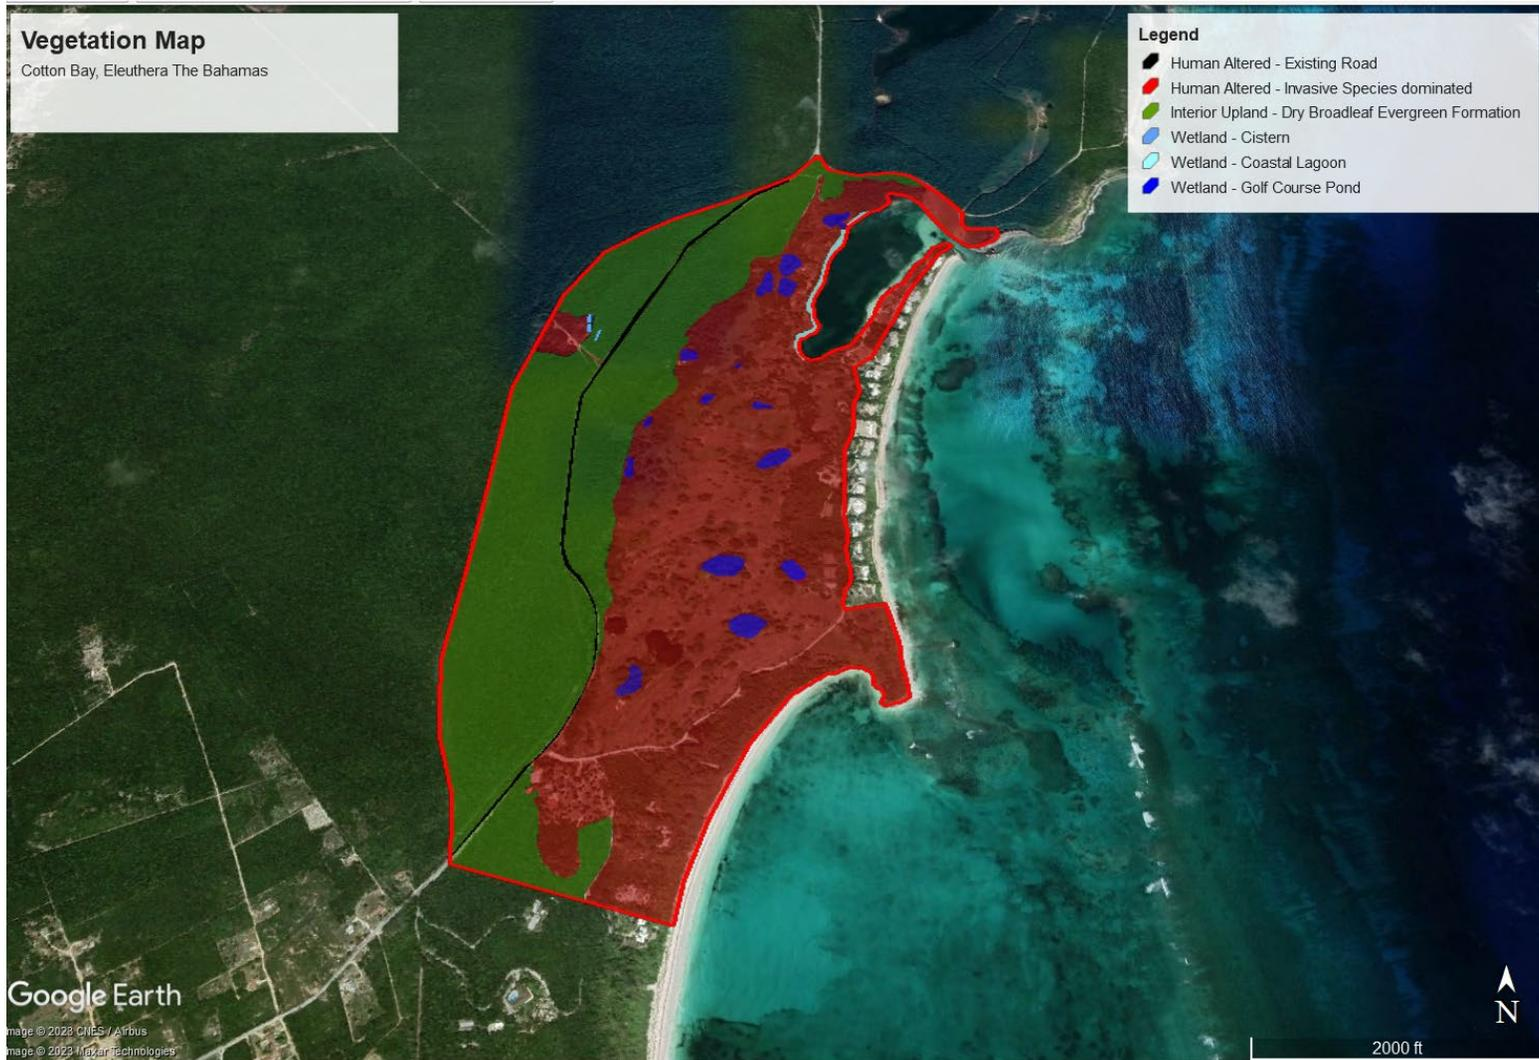 Vegetation Map
Cotton Bay, Eleuthera The Bahamas
Legend
Human Altered - Existing Road
Human Altered - Invasive Species dominated
Interior Upland - Dry Broadleaf Evergreen Formation
Wetland - Cistern
Wetland - Coastal Lagoon
Wetland - Golf Course Pond
Google Earth
mage © 2023 CNES / Airbus
mage © 2023 Maxar Technologies
N
2000 ft